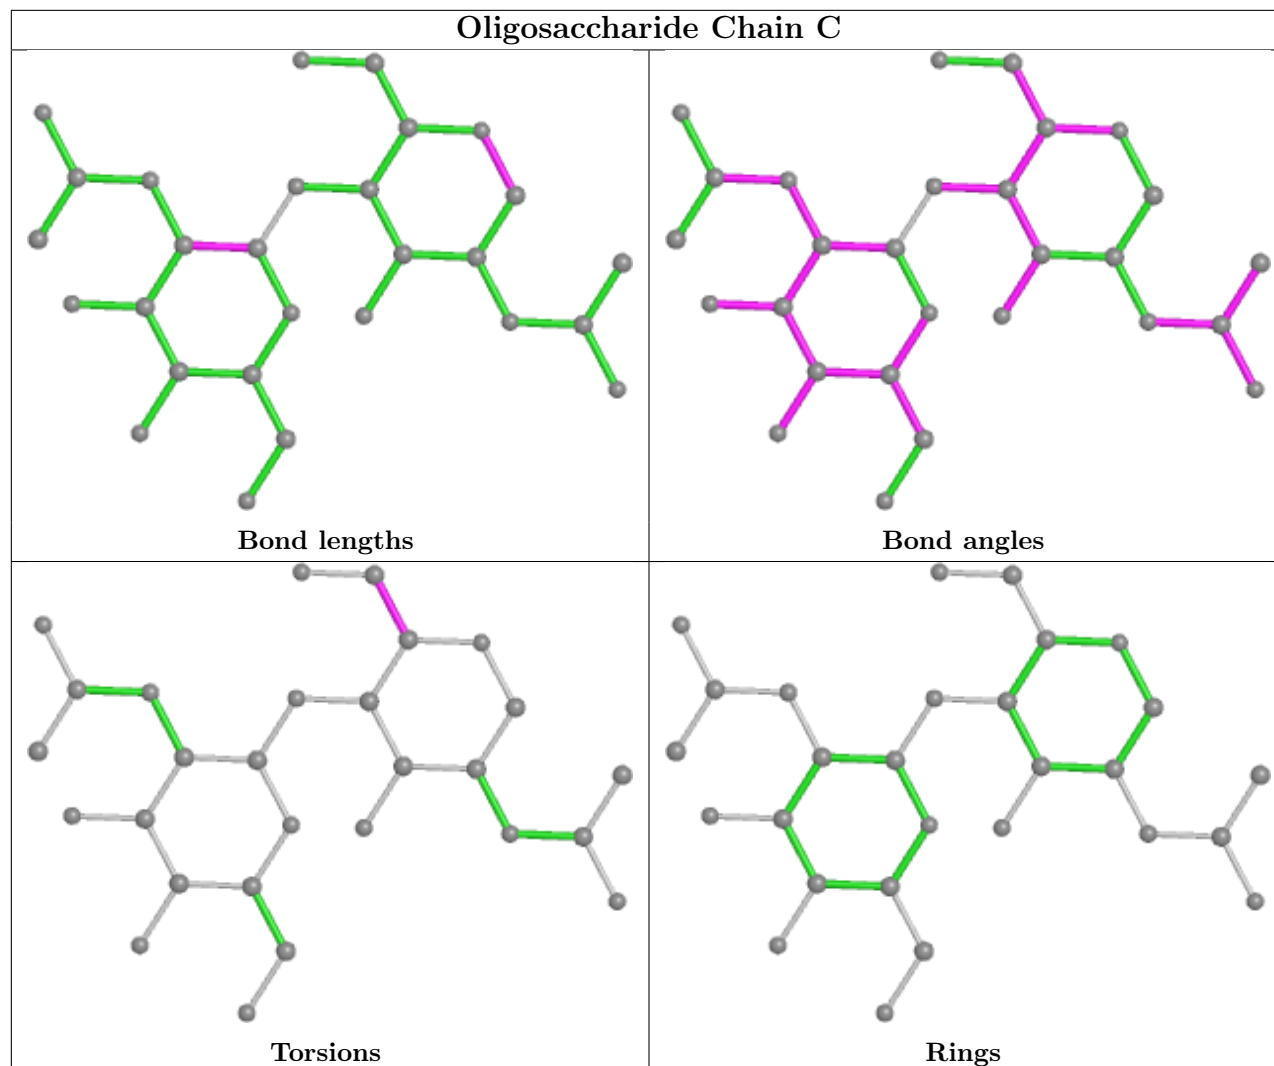 Oligosaccharide Chain C
Bond lengths
Bond angles
Torsions
Rings